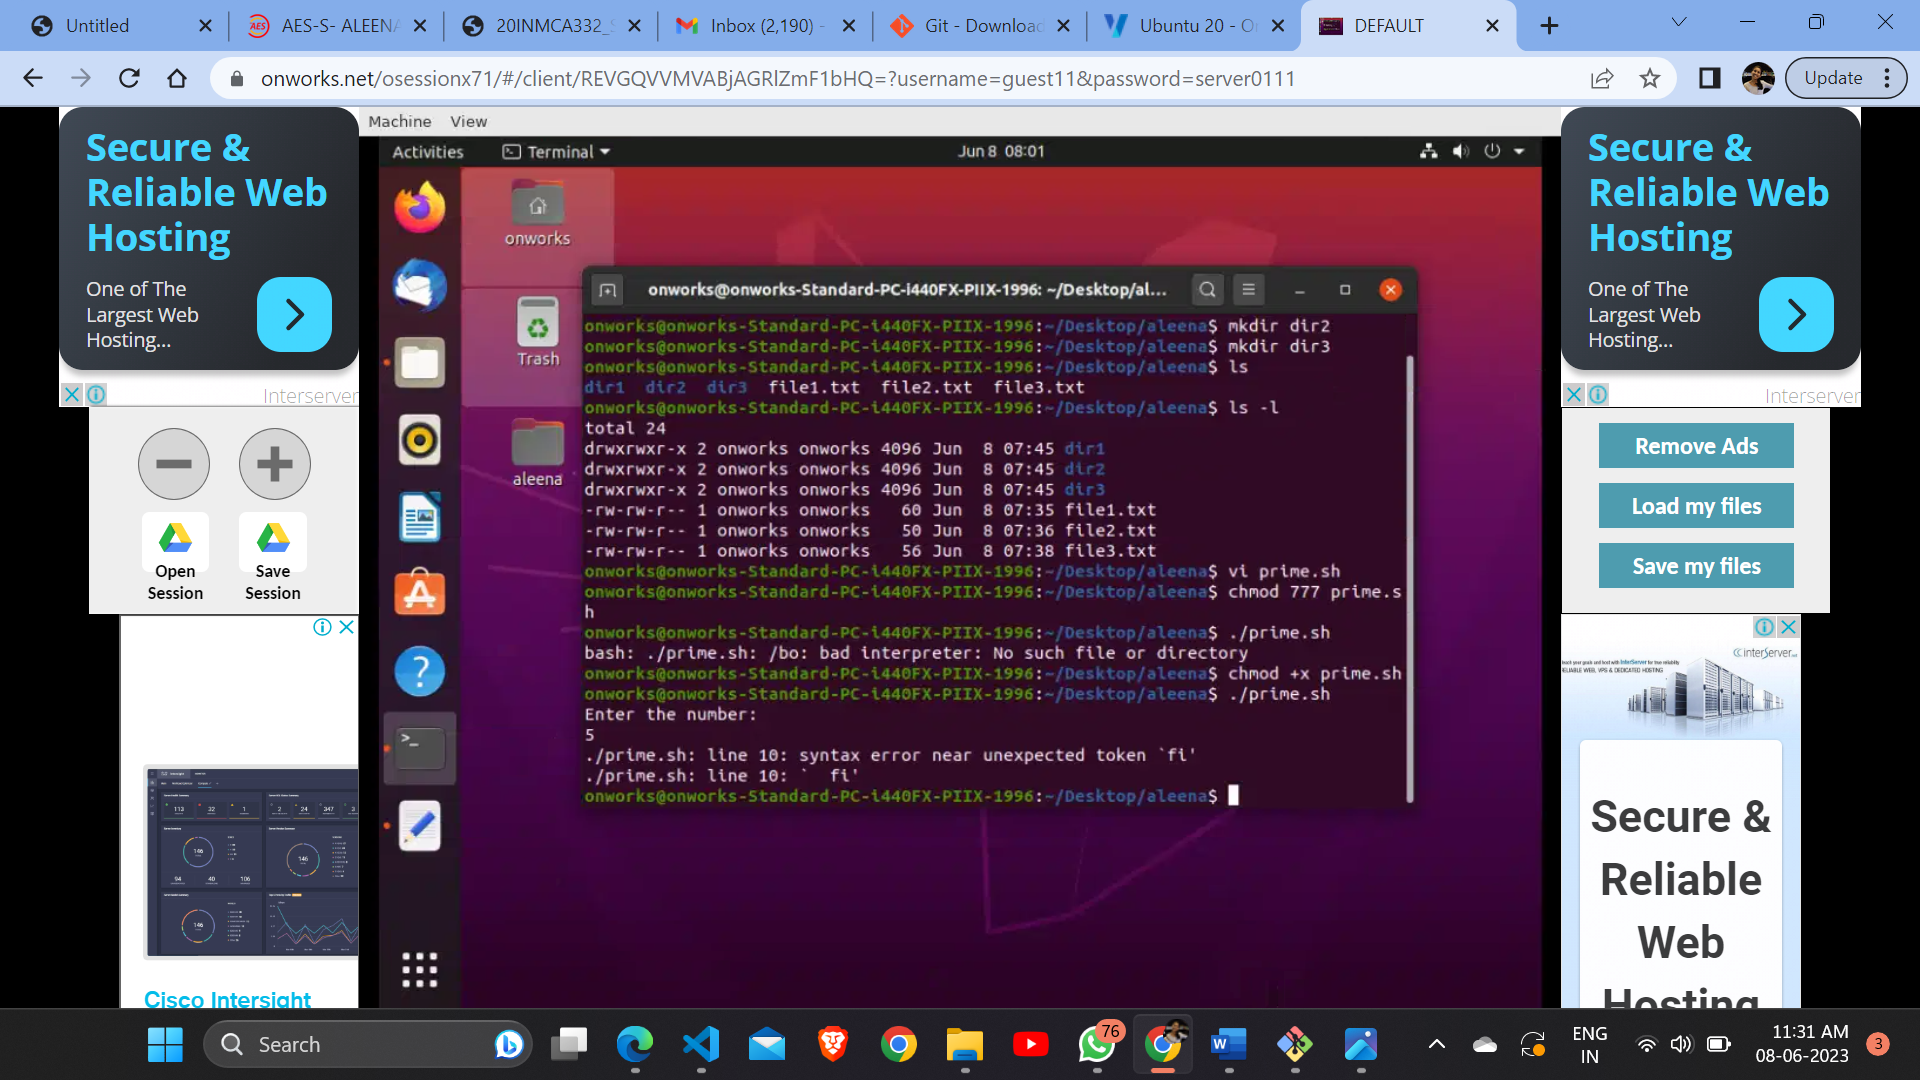 Untitled
AES-S- ALEENA
20INMCA332_S
Inbox (2,190) -
Git - Download
Ubuntu 20 - On
DEFAULT
onworks.net/osessionx71/#/client/REVGQVVMVABjAGRlZmF1bHQ=?username=guest11&password=server0111
Update
Secure &
Reliable Web
Hosting
One of The
Largest Web
Hosting...
Interserver
Open
Session
Save
Session
113
32
1
2
24
347
3
146
146
94
40
106
146
Cisco Intersight
Machine View
Activities
Terminal
Jun 8 08:01
onworks
Trash
aleena
onworks@onworks-Standard-PC-i440FX-PIIX-1996: ~/Desktop/al...
onworks@onworks-Standard-PC-i440FX-PIIX-1996:~/Desktop/aleena$ mkdir dir2
onworks@onworks-Standard-PC-i440FX-PIIX-1996:~/Desktop/aleena$ mkdir dir3
onworks@onworks-Standard-PC-i440FX-PIIX-1996:~/Desktop/aleena$ ls
dir1 dir2 dir3 file1.txt file2.txt file3.txt
onworks@onworks-Standard-PC-i440FX-PIIX-1996:~/Desktop/aleena$ ls -l
total 24
drwxrwxr-x 2 onworks onworks 4096 Jun  8 07:45 dir1
drwxrwxr-x 2 onworks onworks 4096 Jun  8 07:45 dir2
drwxrwxr-x 2 onworks onworks 4096 Jun  8 07:45 dir3
-rw-rw-r-- 1 onworks onworks   60 Jun  8 07:35 file1.txt
-rw-rw-r-- 1 onworks onworks   50 Jun  8 07:36 file2.txt
-rw-rw-r-- 1 onworks onworks   56 Jun  8 07:38 file3.txt
onworks@onworks-Standard-PC-i440FX-PIIX-1996:~/Desktop/aleena$ vi prime.sh
onworks@onworks-Standard-PC-i440FX-PIIX-1996:~/Desktop/aleena$ chmod 777 prime.s
h
onworks@onworks-Standard-PC-i440FX-PIIX-1996:~/Desktop/aleena$ ./prime.sh
bash: ./prime.sh: /bo: bad interpreter: No such file or directory
onworks@onworks-Standard-PC-i440FX-PIIX-1996:~/Desktop/aleena$ chmod +x prime.sh
onworks@onworks-Standard-PC-i440FX-PIIX-1996:~/Desktop/aleena$ ./prime.sh
Enter the number:
5
./prime.sh: line 10: syntax error near unexpected token `fi'
./prime.sh: line 10: `  fi'
onworks@onworks-Standard-PC-i440FX-PIIX-1996:~/Desktop/aleena$
Secure &
Reliable Web
Hosting
One of The
Largest Web
Hosting...
Interserver
Remove Ads
Load my files
Save my files
InterServer
Secure &
Reliable
Web
Hosting
Search
76
ENG
IN
11:31 AM
08-06-2023
3